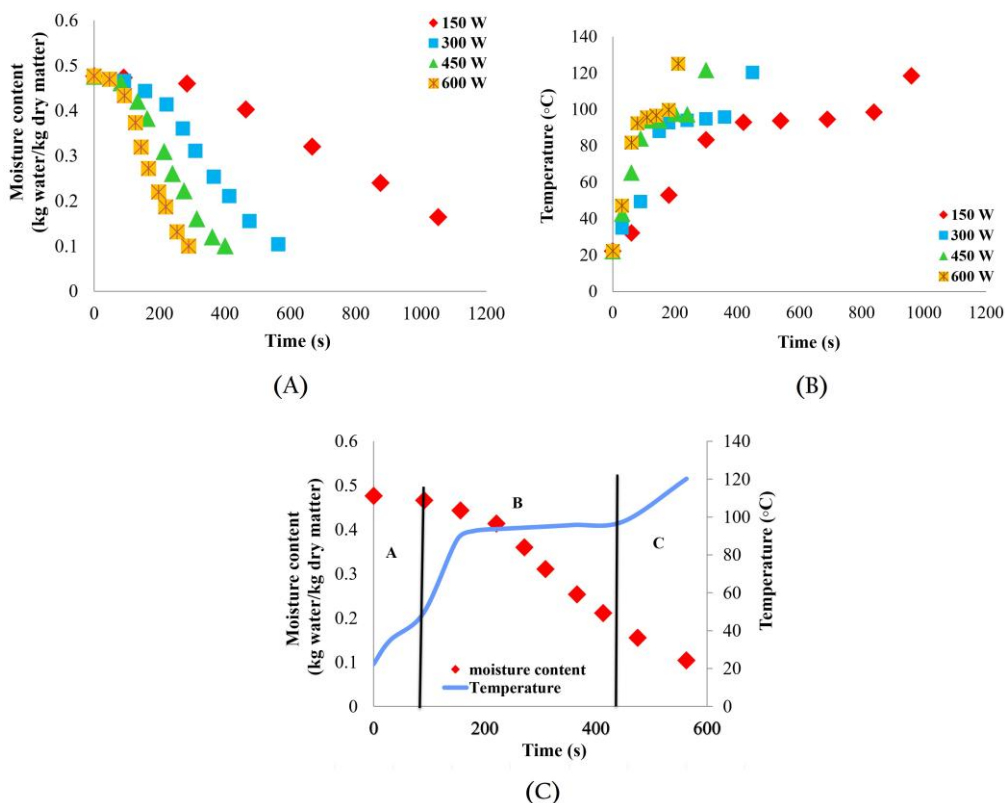 0.6
0.5
0.4
0.3
0.2
0.1
0
Moisture content
(kg water/kg dry matter)
150 W
300 W
450 W
600 W
0 200 400 600 800 1000 1200
Time (s)
(A)
140
120
100
80
60
40
20
0
Temperature (°C)
150 W
300 W
450 W
600 W
0 200 400 600 800 1000 1200
Time (s)
(B)
0.6
0.5
0.4
0.3
0.2
0.1
0
Moisture content
(kg water/kg dry matter)
A
B
C
moisture content
Temperature
140
120
100
80
60
40
20
0
Temperature (°C)
0 200 400 600
Time (s)
(C)